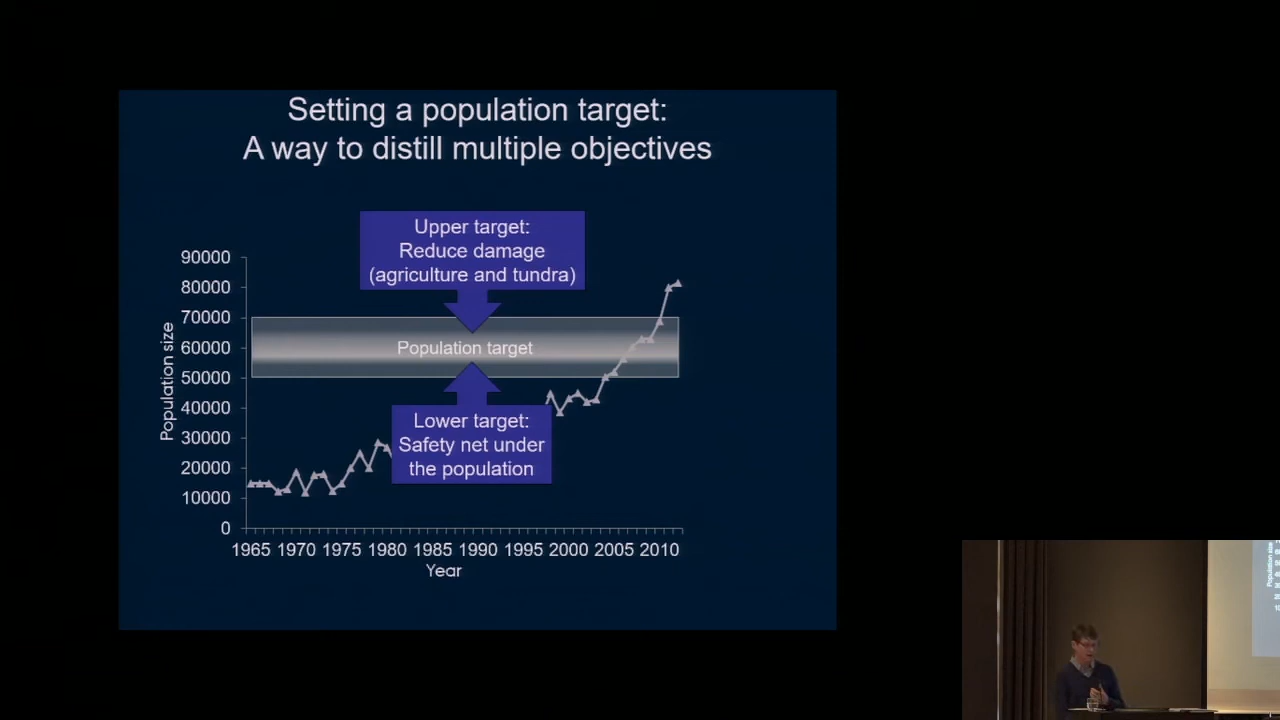 Setting a population target:
A way to distill multiple objectives
Upper target:
Reduce damage
(agriculture and tundra)
90000
80000
70000
60000
50000
40000
30000
20000
10000
0
Population size
Population target
Lower target:
Safety net under
the population
1965 1970 1975 1980 1985 1990 1995 2000 2005 2010
Year
Population size